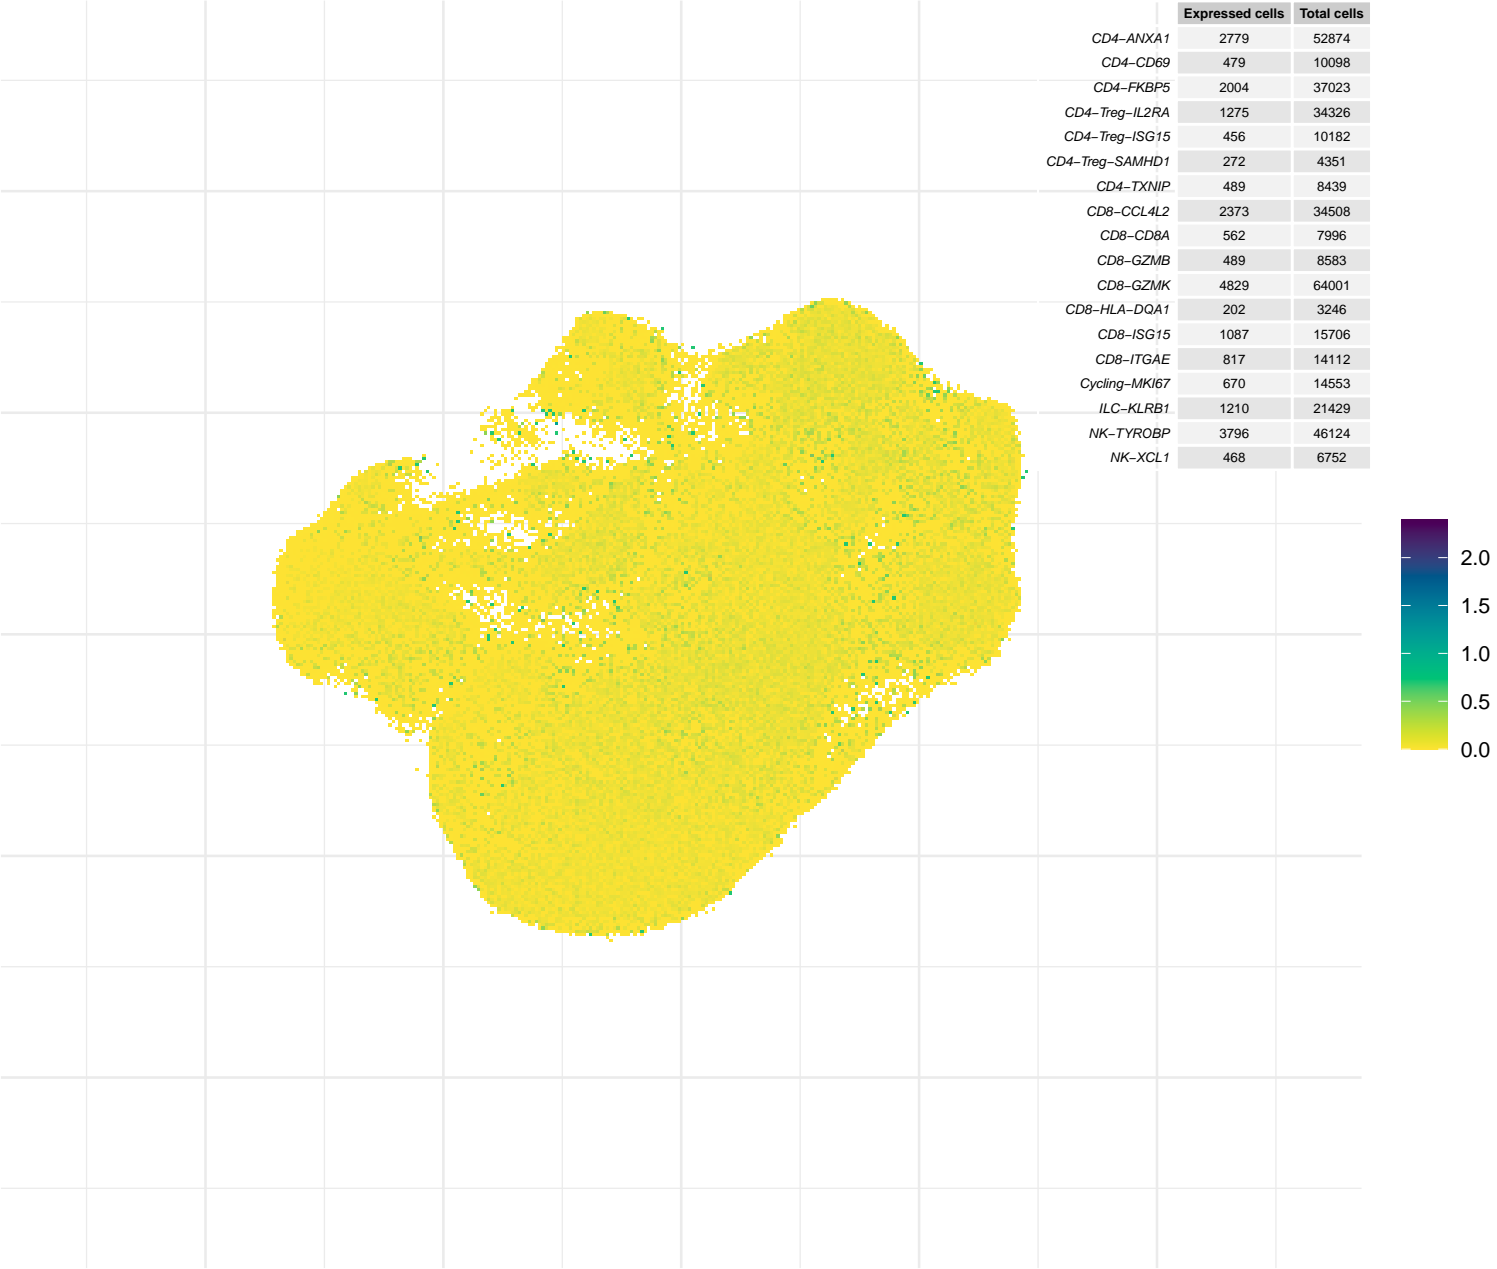 Expressed cells Total cells
CD4−ANXA1 2779 52874
CD4−CD69 479 10098
CD4−FKBP5 2004 37023
CD4−Treg−IL2RA 1275 34326
CD4−Treg−ISG15 456 10182
CD4−Treg−SAMHD1 272 4351
CD4−TXNIP 489 8439
CD8−CCL4L2 2373 34508
CD8−CD8A 562 7996
CD8−GZMB 489 8583
CD8−GZMK 4829 64001
CD8−HLA−DQA1 202 3246
CD8−ISG15 1087 15706
CD8−ITGAE 817 14112
Cycling−MKI67 670 14553
ILC−KLRB1 1210 21429
NK−TYROBP 3796 46124
NK−XCL1 468 6752
2.0
1.5
1.0
0.5
0.0